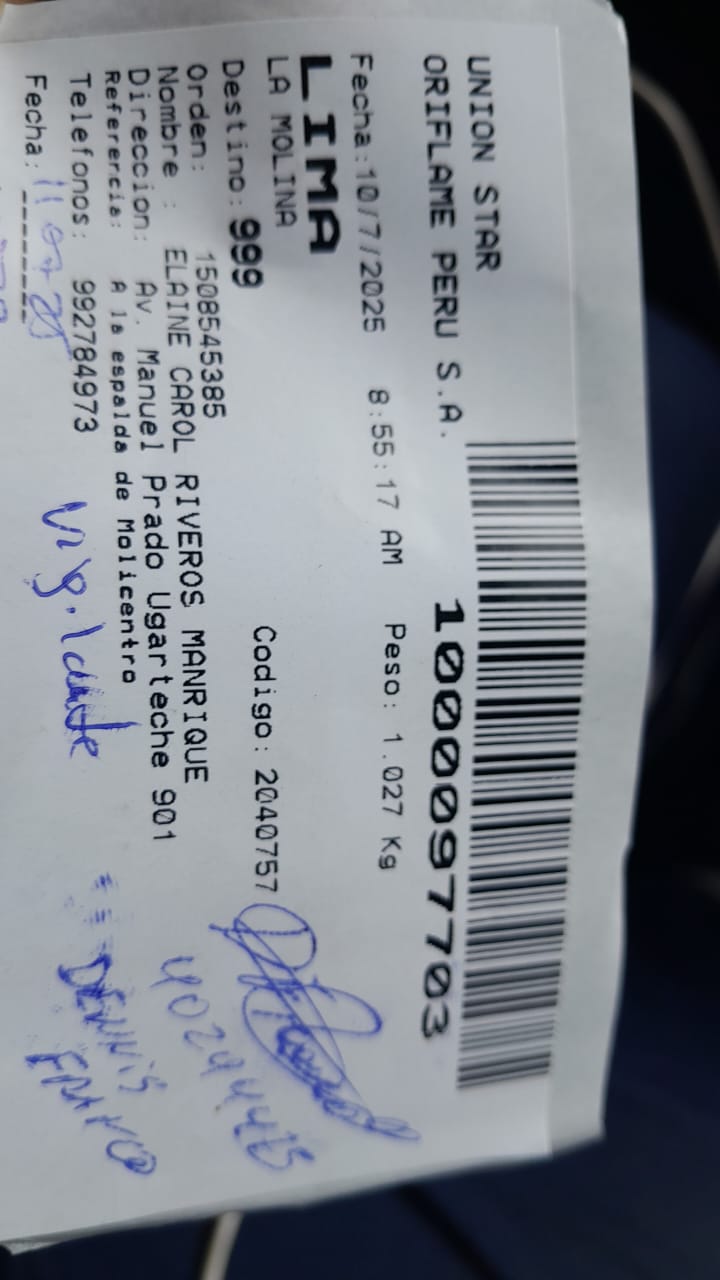 UNION STAR
ORIFLAME PERU S.A.
1000097703
Fecha:10/7/2025 8:55:17 AM Peso: 1.027 Kg
LIMA
LA MOLINA
Destino: 999 Codigo: 2040757
Orden: 1508545385
Nombre : ELAINE CAROL RIVEROS MANRIQUE
Direccion: Av. Manuel Prado Ugarteche 901
Referencia: A la espalda de Molicentro
Telefonos: 992784973
Vigilante
Fecha:
DENNIS
FRANCO